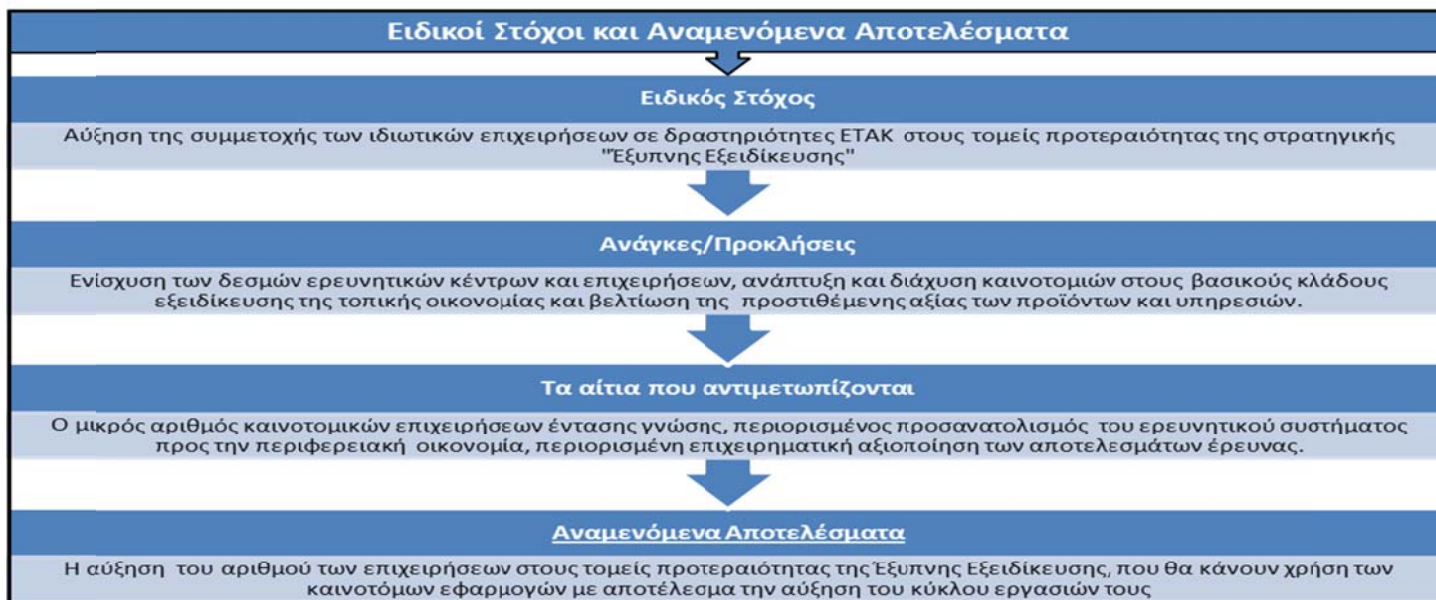 Ειδικοί Στόχοι και Αναμενόμενα Αποτελέσματα
Ειδικός Στόχος
Αύξηση της συμμετοχής των ιδιωτικών επιχειρήσεων σε δραστηριότητες ΕΤΑΚ στους τομείς προτεραιότητας της στρατηγικής
"Έξυπνης Εξειδίκευσης"
Ανάγκες/Προκλήσεις
Ενίσχυση των δεσμών ερευνητικών κέντρων και επιχειρήσεων, ανάπτυξη και διάχυση καινοτομιών στους βασικούς κλάδους
εξειδίκευσης της τοπικής οικονομίας και βελτίωση της προστιθέμενης αξίας των προϊόντων και υπηρεσιών.
Τα αίτια που αντιμετωπίζονται
Ο μικρός αριθμός καινοτομικών επιχειρήσεων έντασης γνώσης, περιορισμένος προσανατολισμός του ερευνητικού συστήματος
προς την περιφερειακή οικονομία, περιορισμένη επιχειρηματική αξιοποίηση των αποτελεσμάτων έρευνας.
Αναμενόμενα Αποτελέσματα
Η αύξηση του αριθμού των επιχειρήσεων στους τομείς προτεραιότητας της Έξυπνης Εξειδίκευσης, που θα κάνουν χρήση των
καινοτόμων εφαρμογών με αποτέλεσμα την αύξηση του κύκλου εργασιών τους